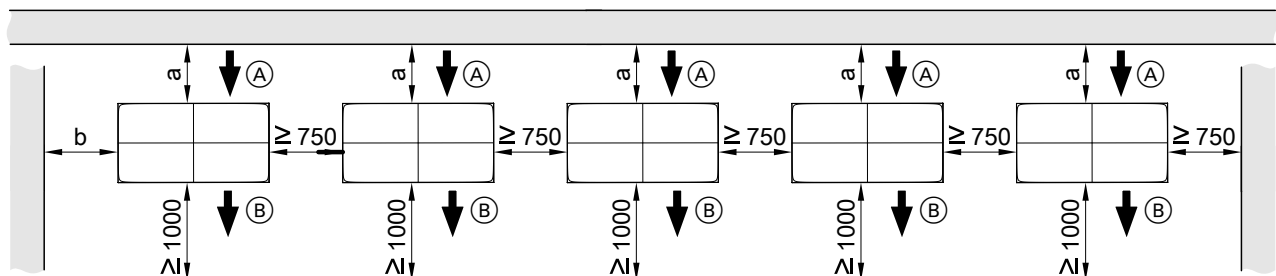 a Ⓐ a Ⓐ a Ⓐ a Ⓐ a Ⓐ
b ≥ 750 ≥ 750 ≥ 750 ≥ 750 ≥ 750
≥ 1000 Ⓑ ≥ 1000 Ⓑ ≥ 1000 Ⓑ ≥ 1000 Ⓑ ≥ 1000 Ⓑ